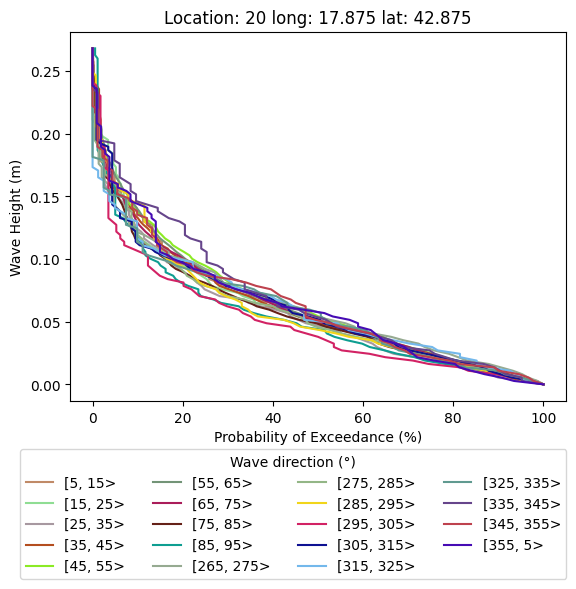 Location: 20 long: 17.875 lat: 42.875
Wave Height (m)
0.25
0.20
0.15
0.10
0.05
0.00
0 20 40 60 80 100
Probability of Exceedance (%)
Wave direction (°)
[5, 15> [55, 65> [275, 285> [325, 335>
[15, 25> [65, 75> [285, 295> [335, 345>
[25, 35> [75, 85> [295, 305> [345, 355>
[35, 45> [85, 95> [305, 315> [355, 5>
[45, 55> [265, 275> [315, 325>